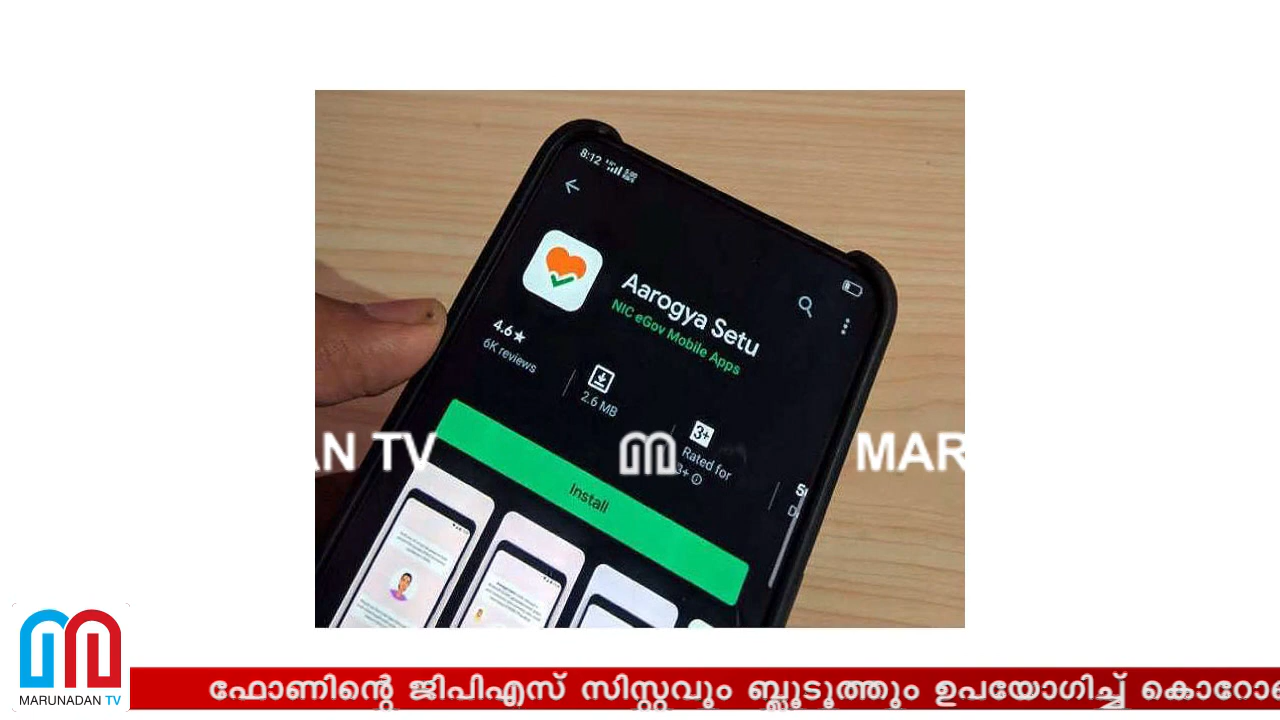 8:12
Aarogya Setu
NIC eGov Mobile Apps
4.6★
6K reviews
2.6 MB
3+
Rated for
3+
Install
AN TV
MAR
MARUNADAN TV
ഫോണിന്റെ ജിപിഎസ് സിസ്റ്റവും ബ്ലൂടൂത്തും ഉപയോഗിച്ച് കൊറോണ